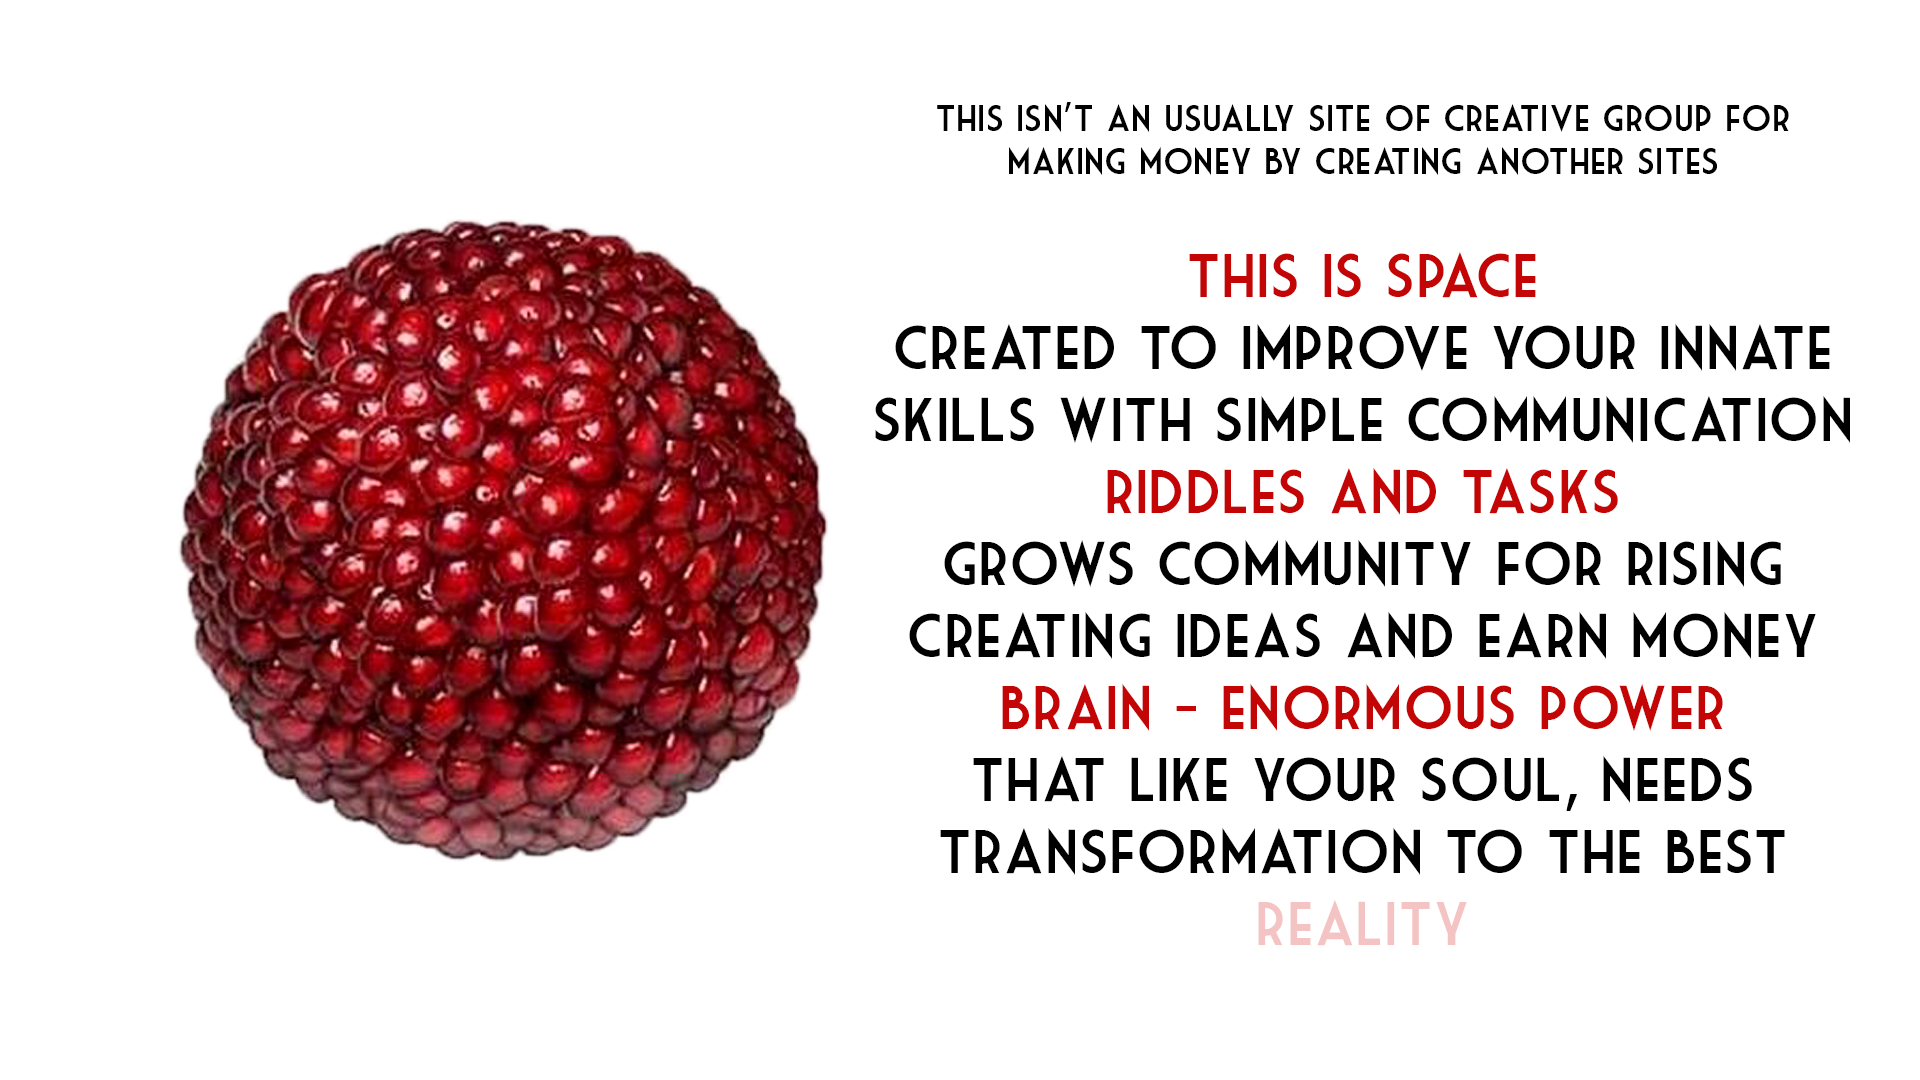 THIS ISN'T AN USUALLY SITE OF CREATIVE GROUP FOR
MAKING MONEY BY CREATING ANOTHER SITES
THIS IS SPACE
CREATED TO IMPROVE YOUR INNATE
SKILLS WITH SIMPLE COMMUNICATION
RIDDLES AND TASKS
GROWS COMMUNITY FOR RISING
CREATING IDEAS AND EARN MONEY
BRAIN - ENORMOUS POWER
THAT LIKE YOUR SOUL, NEEDS
TRANSFORMATION TO THE BEST
REALITY